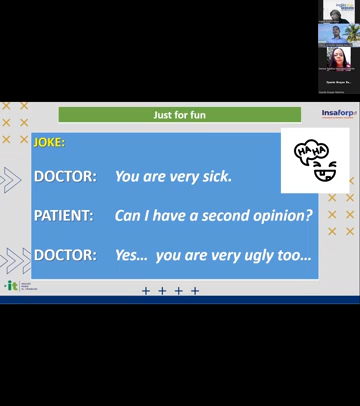 Just for fun
Insaforp
JOKE:
HA HA
DOCTOR: You are very sick.
PATIENT: Can I have a second opinion?
DOCTOR: Yes... you are very ugly too...
it